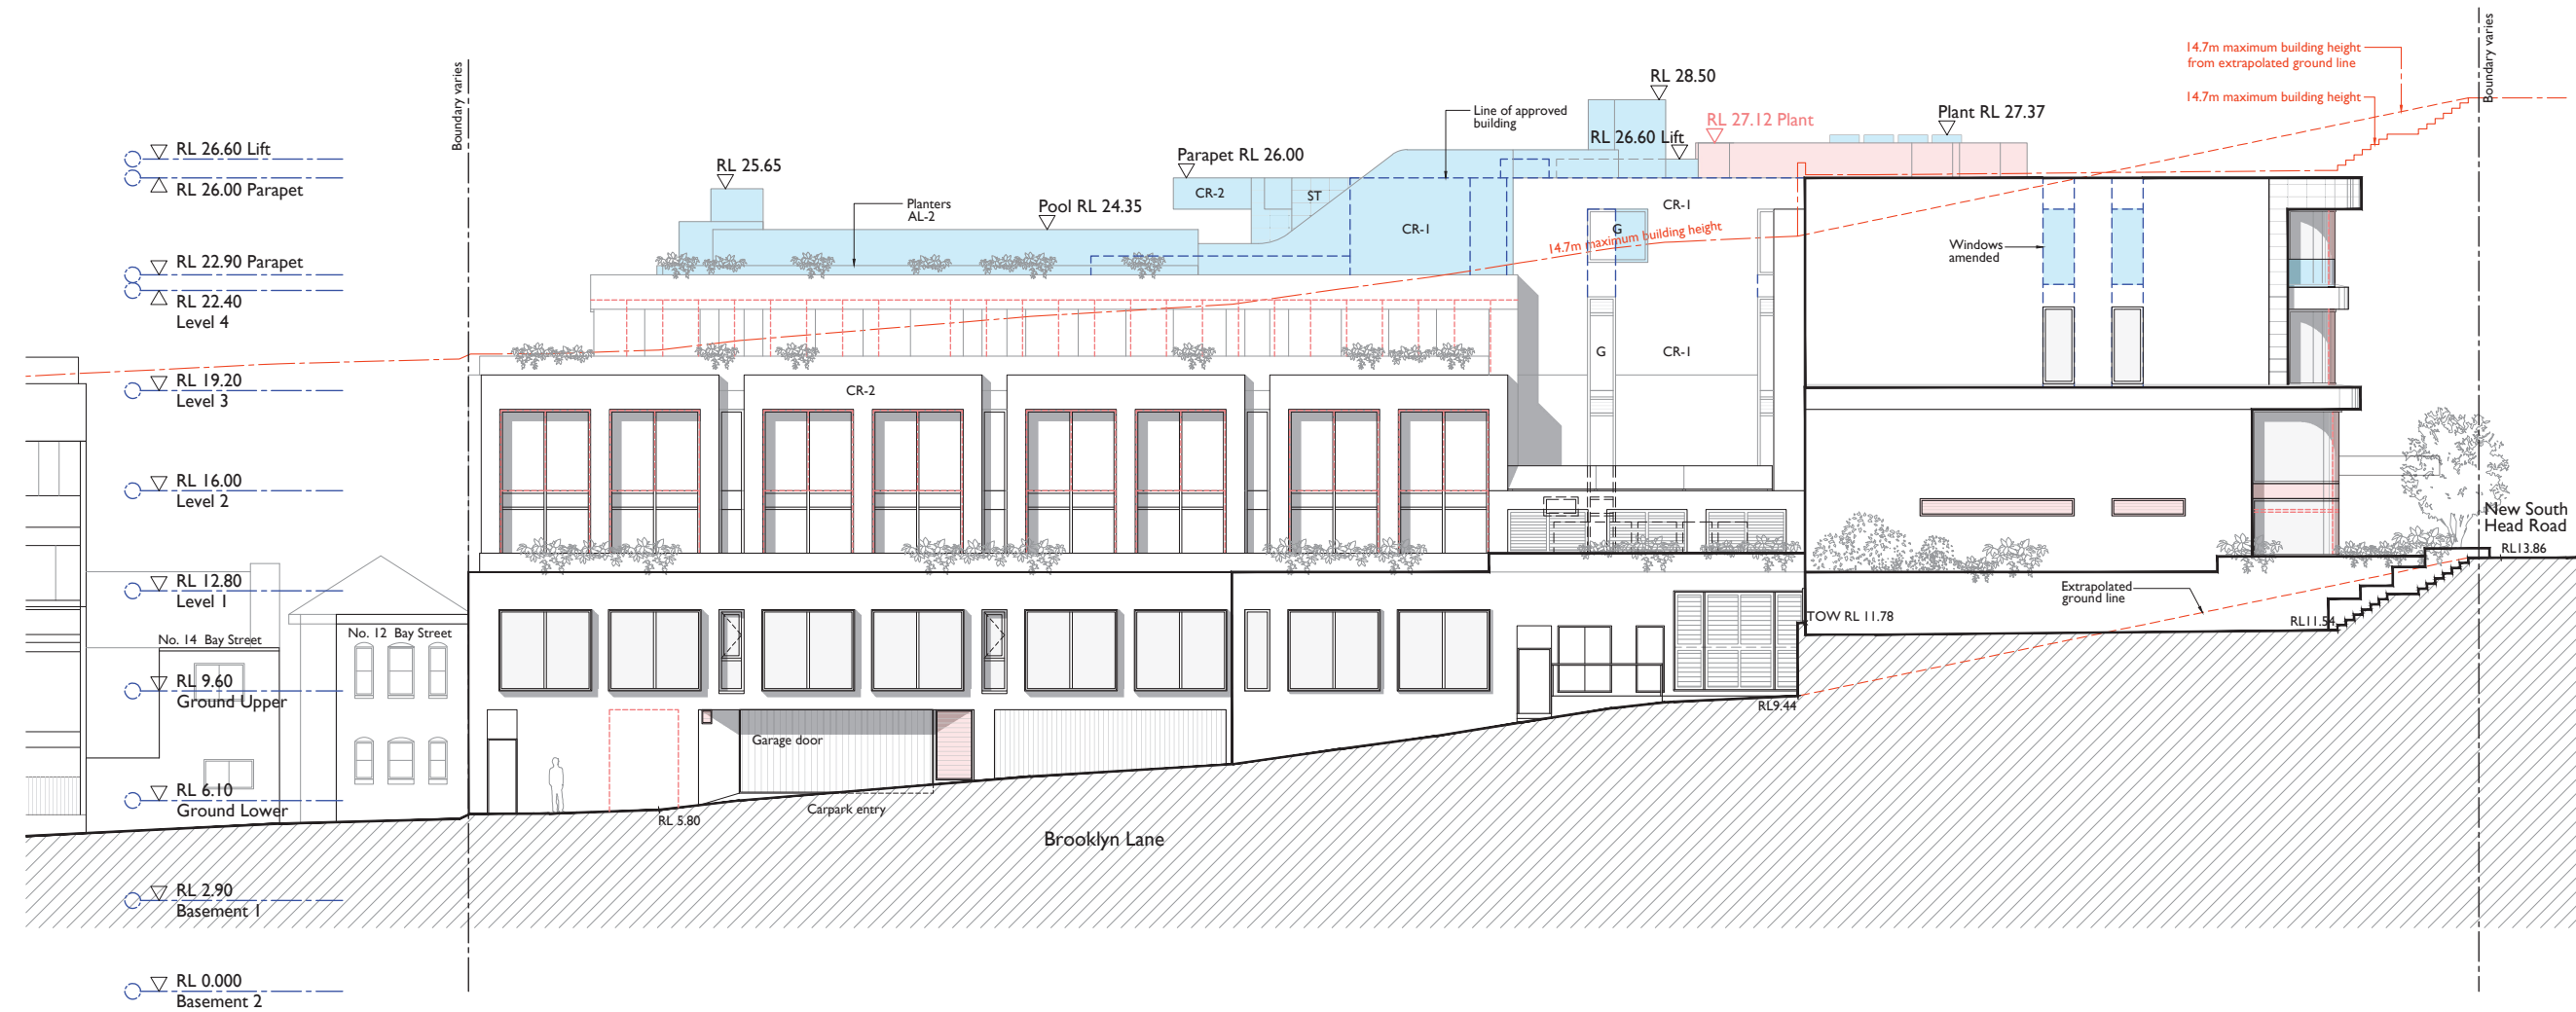 RL 26.60 Lift
RL 26.00 Parapet
RL 22.90 Parapet
RL 22.40
Level 4
RL 19.20
Level 3
RL 16.00
Level 2
RL 12.80
Level 1
RL 9.60
Ground Upper
RL 6.10
Ground Lower
RL 2.90
Basement 1
RL 0.000
Basement 2
No. 14 Bay Street
No. 12 Bay Street
Boundary varies
RL 25.65
Planters
AL-2
Pool RL 24.35
Parapet RL 26.00
CR-2
ST
Line of approved
building
CR-1
RL 28.50
RL 26.60 Lift
RL 27.12 Plant
Plant RL 27.37
CR-1
G
14.7m maximum building height
G
CR-1
CR-2
Windows
amended
14.7m maximum building height
from extrapolated ground line
14.7m maximum building height
Boundary varies
New South
Head Road
RL13.86
Extrapolated
ground line
RL11.54
TOW RL 11.78
RL9.44
Garage door
Carpark entry
RL 5.80
Brooklyn Lane